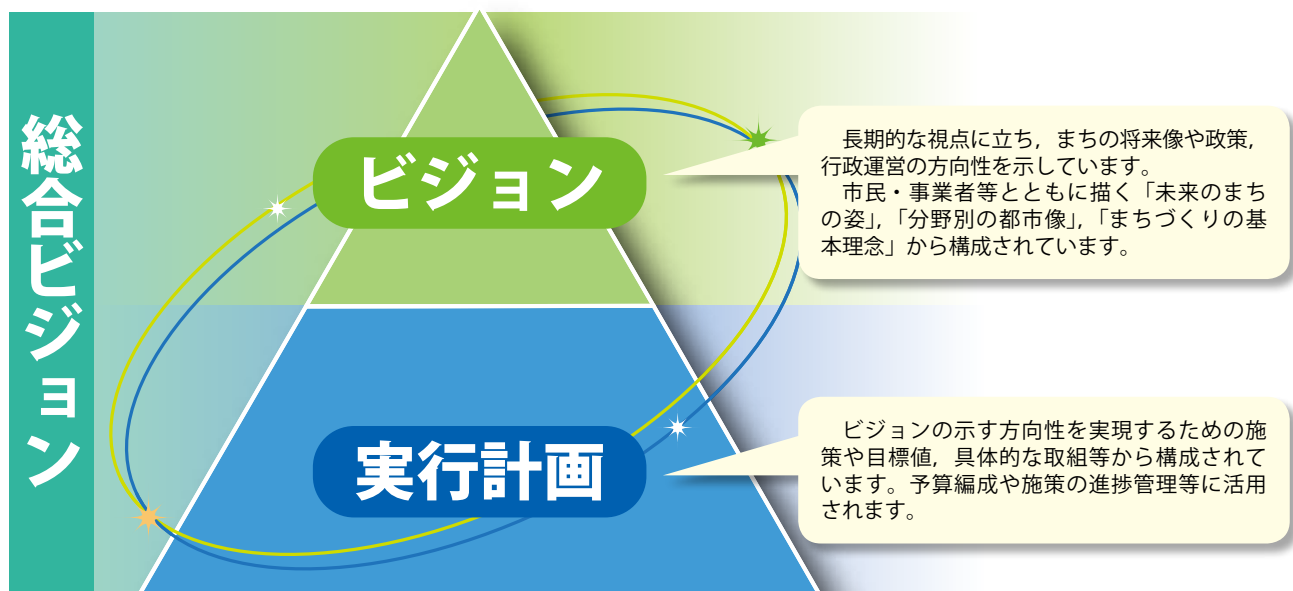 総合ビジョン
ビジョン
長期的な視点に立ち，まちの将来像や政策，
行政運営の方向性を示しています。
市民・事業者等とともに描く「未来のまち
の姿」，「分野別の都市像」，「まちづくりの基
本理念」から構成されています。
実行計画
ビジョンの示す方向性を実現するための施
策や目標値，具体的な取組等から構成されて
います。予算編成や施策の進捗管理等に活用
されます。